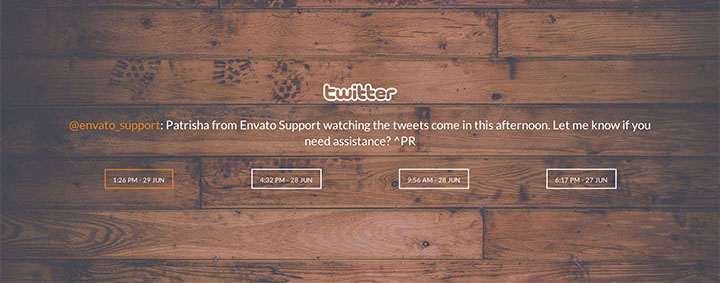 twitter
@envato_support: Patrisha from Envato Support watching the tweets come in this afternoon. Let me know if you
need assistance? ^PR
1:26 PM - 29 JUN
4:32 PM - 28 JUN
9:56 AM - 28 JUN
6:17 PM - 27 JUN